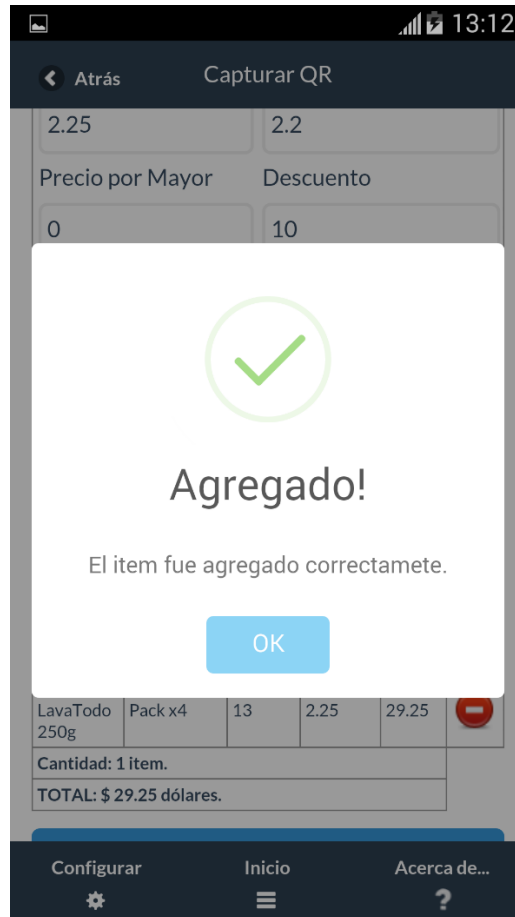 13:12
Atrás Capturar QR
2.25 2.2
Precio por Mayor Descuento
0 10
Agregado!
El item fue agregado correctamete.
OK
LavaTodo Pack x4 13 2.25 29.25
250g
Cantidad: 1 item.
TOTAL: $ 29.25 dólares.
Configurar Inicio Acerca de...